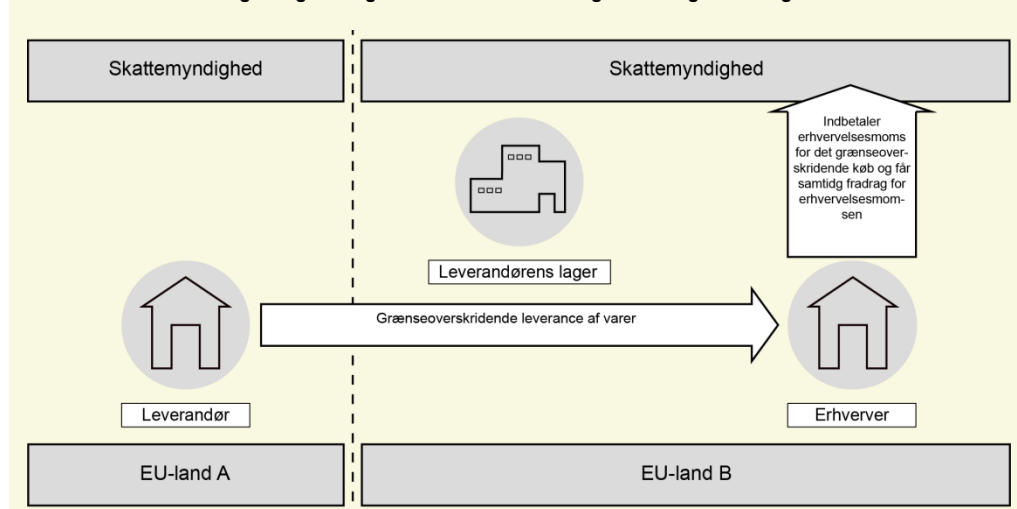 Skattemyndighed
Skattemyndighed
Indbetaler
erhvervelsesmoms
for det grænseover-
skridende køb og får
samtidg fradrag for
erhvervelsesmom-
sen
Leverandørens lager
Grænseoverskridende leverance af varer
Leverandør
Erhverver
EU-land A
EU-land B